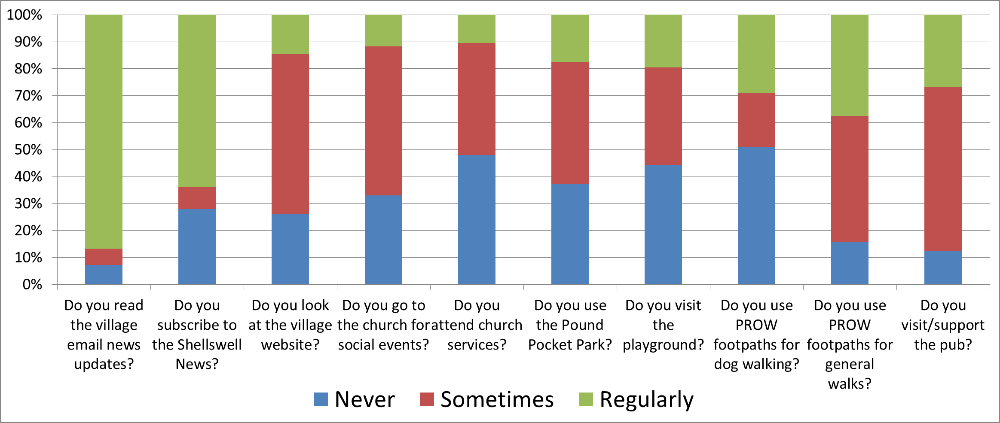 100%
90%
80%
70%
60%
50%
40%
30%
20%
10%
0%
Do you read
the village
email news
updates?
Do you
subscribe to
the Shellswell
News?
Do you look
at the village
website?
Do you go to
the church for
social events?
Do you
attend church
services?
Do you use
the Pound
Pocket Park?
Do you visit
the
playground?
Do you use
PROW
footpaths for
dog walking?
Do you use
PROW
footpaths for
general
walks?
Do you
visit/support
the pub?
Never
Sometimes
Regularly